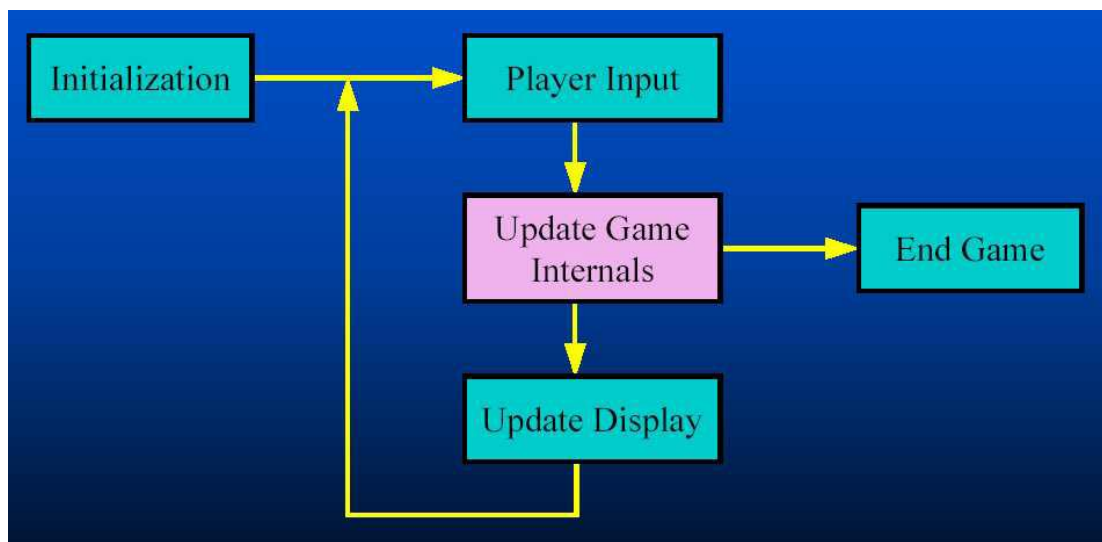 Initialization
Player Input
Update Game
Internals
End Game
Update Display